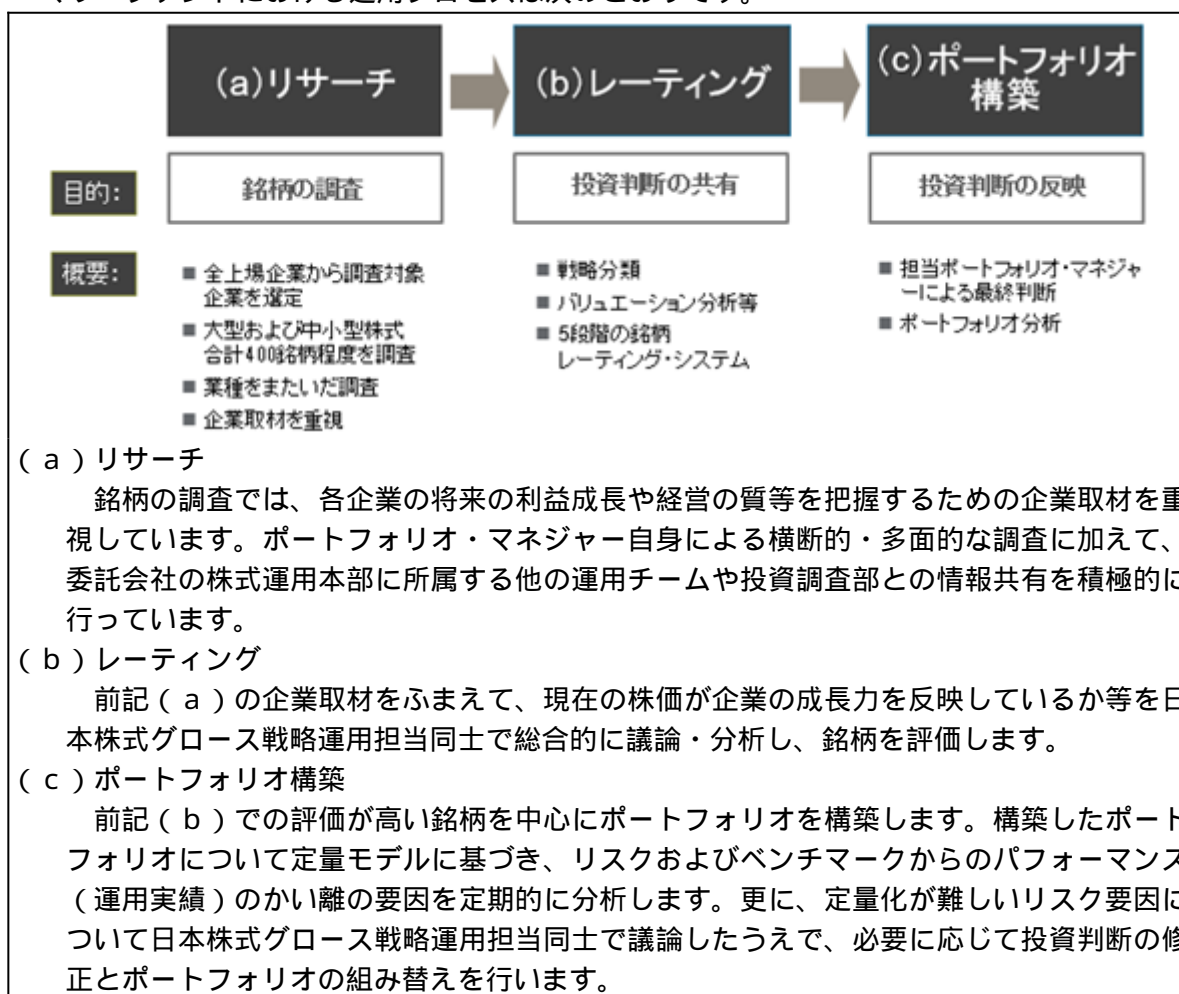 (a)リサーチ
(b)レーティング
(c)ポートフォリオ
構築
目的:
銘柄の調査
投資判断の共有
投資判断の反映
概要:
■ 全上場企業から調査対象
企業を選定
■ 大型および中小型株式
合計400銘柄程度を調査
■ 業種をまたいだ調査
■ 企業取材を重視
■ 戦略分類
■ バリュエーション分析等
■ 5段階の銘柄
レーティング・システム
■ 担当ポートフォリオ・マネジャ
ーによる最終判断
■ ポートフォリオ分析
(a)リサーチ
銘柄の調査では、各企業の将来の利益成長や経営の質等を把握するための企業取材を重
視しています。ポートフォリオ・マネジャー自身による横断的・多面的な調査に加えて、
委託会社の株式運用本部に所属する他の運用チームや投資調査部との情報共有を積極的に
行っています。
(b)レーティング
前記(a)の企業取材をふまえて、現在の株価が企業の成長力を反映しているか等を日
本株式グロース戦略運用担当同士で総合的に議論・分析し、銘柄を評価します。
(c)ポートフォリオ構築
前記(b)での評価が高い銘柄を中心にポートフォリオを構築します。構築したポート
フォリオについて定量モデルに基づき、リスクおよびベンチマークからのパフォーマンス
(運用実績)のかい離の要因を定期的に分析します。更に、定量化が難しいリスク要因に
ついて日本株式グロース戦略運用担当同士で議論したうえで、必要に応じて投資判断の修
正とポートフォリオの組み替えを行います。